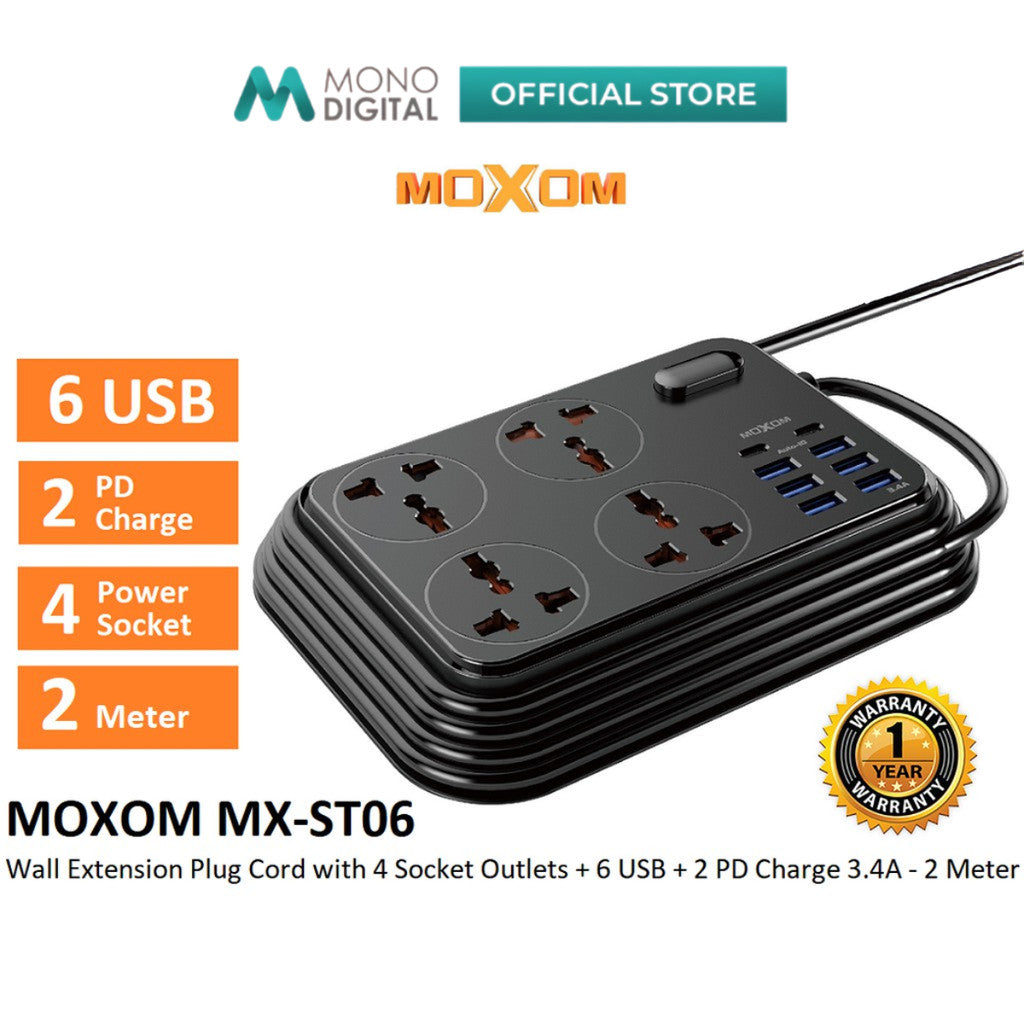 MONO
DIGITAL
OFFICIAL STORE
MOXOM
6 USB
2 PD
Charge
4 Power
Socket
2 Meter
MOXOM
Auto-ID
3.4A
WARRANTY
1
YEAR
WARRANTY
MOXOM MX-ST06
Wall Extension Plug Cord with 4 Socket Outlets + 6 USB + 2 PD Charge 3.4A - 2 Meter